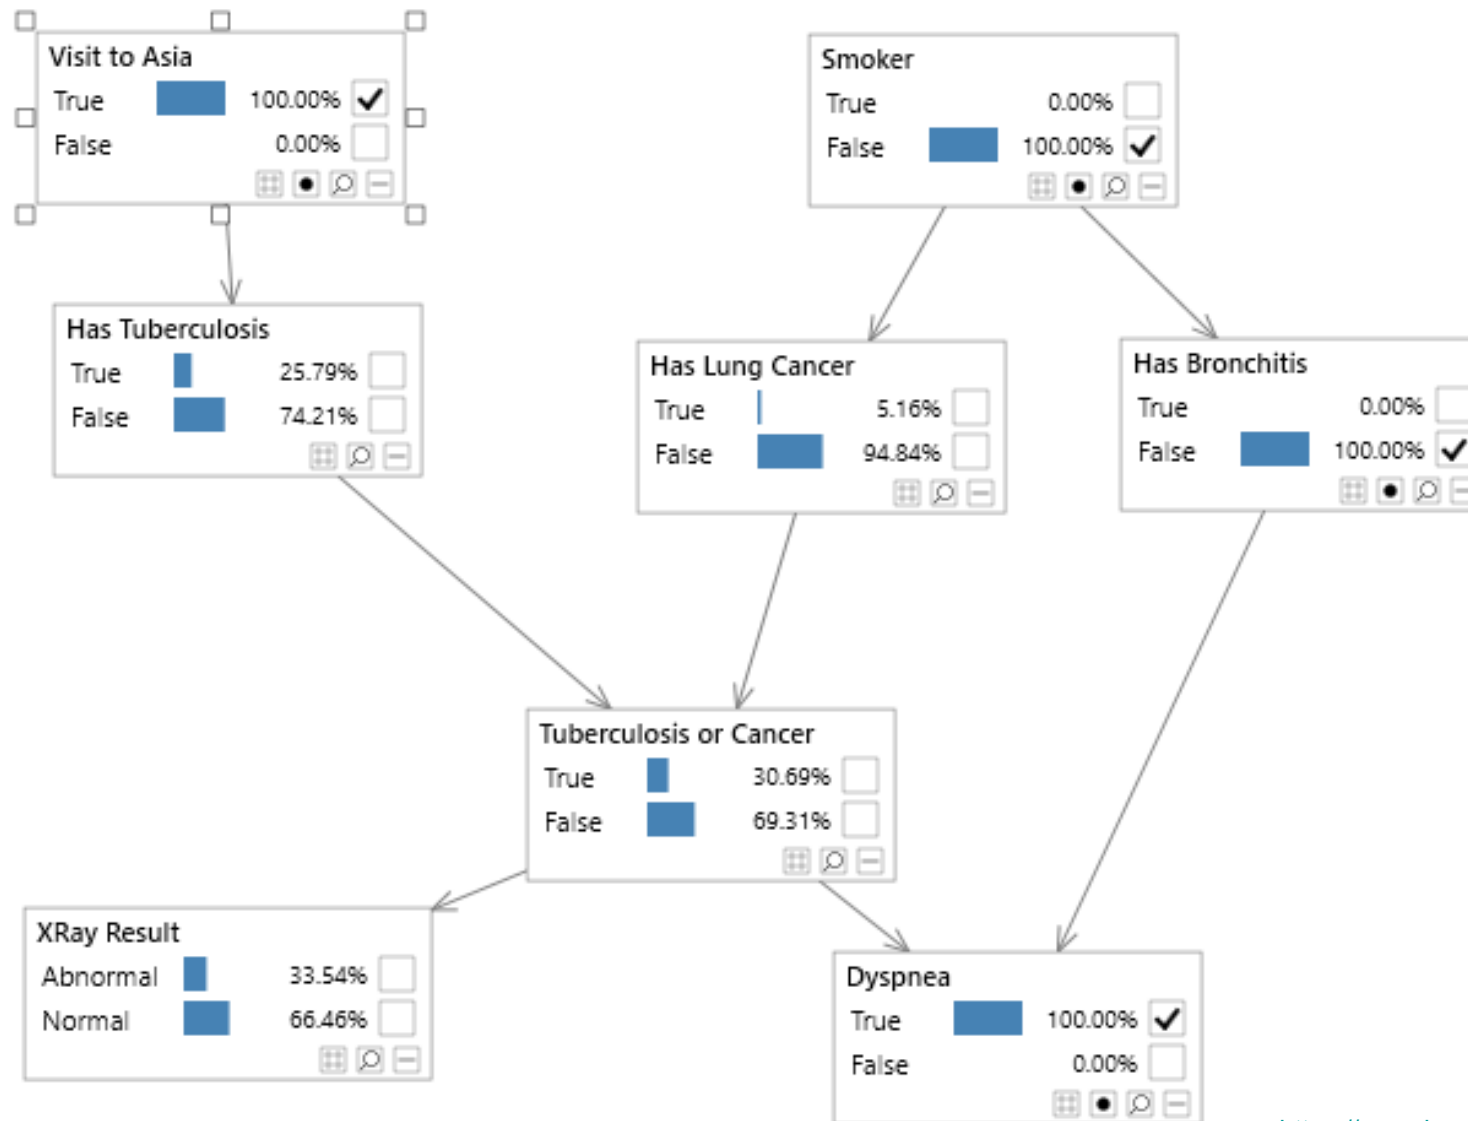 Visit to Asia
True 100.00%
False 0.00%
Smoker
True 0.00%
False 100.00%
Has Tuberculosis
True 25.79%
False 74.21%
Has Lung Cancer
True 5.16%
False 94.84%
Has Bronchitis
True 0.00%
False 100.00%
Tuberculosis or Cancer
True 30.69%
False 69.31%
XRay Result
Abnormal 33.54%
Normal 66.46%
Dyspnea
True 100.00%
False 0.00%